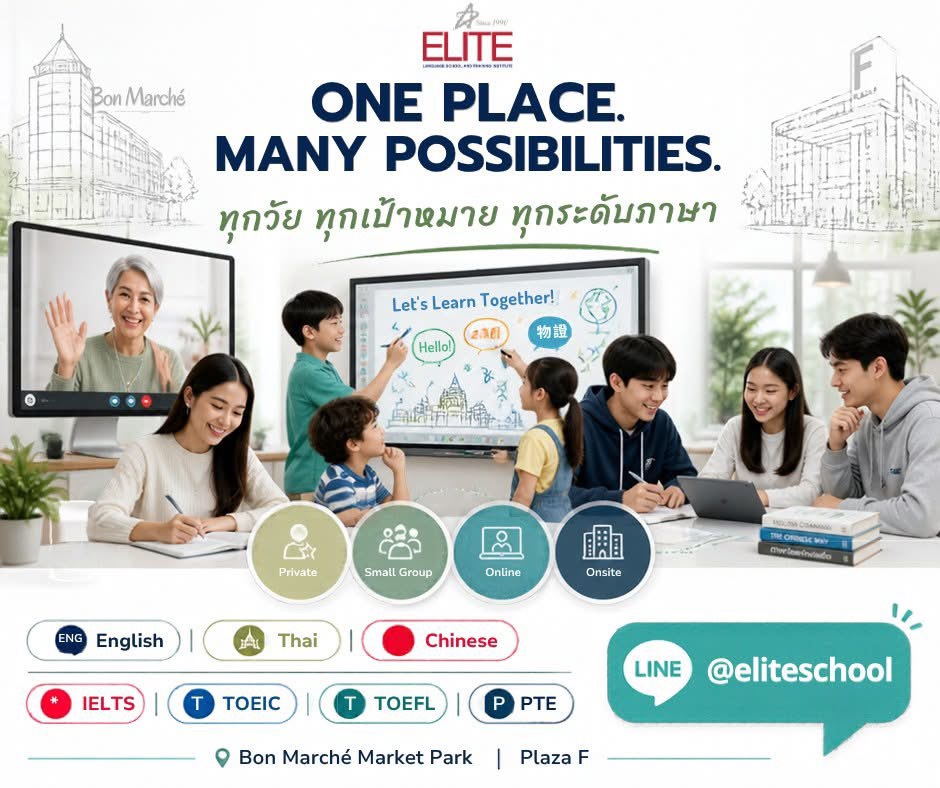 Since 1990
ELITE
LANGUAGE SCHOOL AND TRAINING INSTITUTE
Bon Marché
F
PLAZA F
ONE PLACE.
MANY POSSIBILITIES.
ทุกวัย ทุกเป้าหมาย ทุกระดับภาษา
Let's Learn Together!
Hello!
物證
Private
Small Group
Online
Onsite
ENG English
Thai
Chinese
* IELTS
T TOEIC
T TOEFL
P PTE
LINE @eliteschool
Bon Marché Market Park | Plaza F